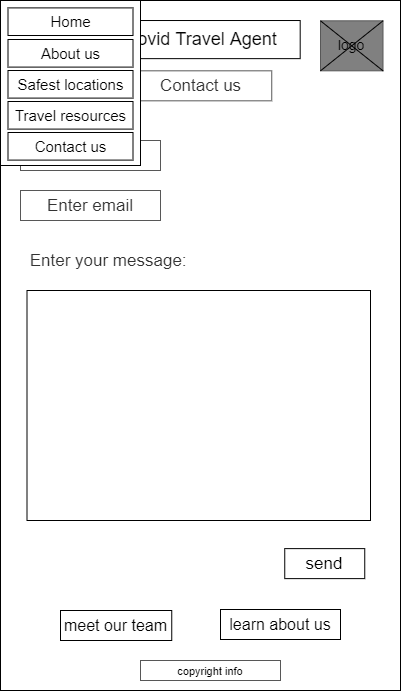 Home
ovid Travel Agent
logo
About us
Safest locations
Contact us
Travel resources
Contact us
Enter email
Enter your message:
send
meet our team
learn about us
copyright info